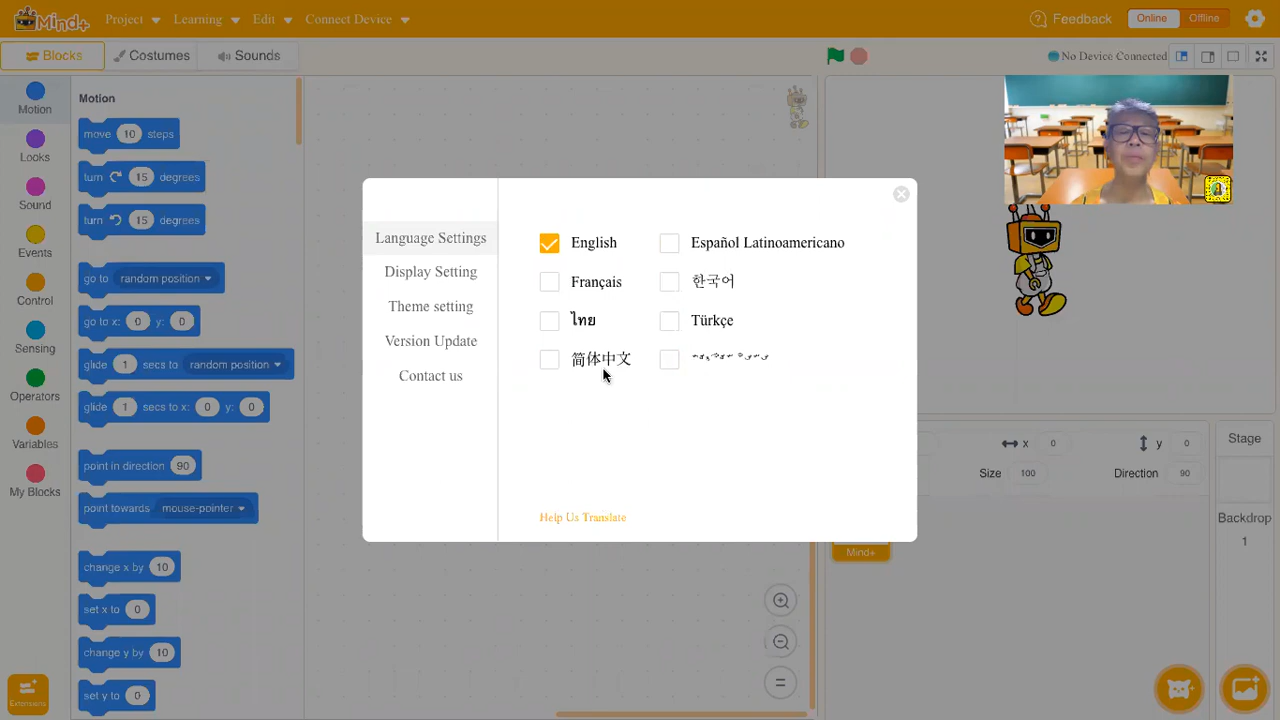 Mind+ Project Learning Edit Connect Device Feedback Online Offline
Blocks Costumes Sounds No Device Connected
Motion
Motion
Looks
Sound
Events
Control
Sensing
Operators
Variables
My Blocks
Extensions
move 10 steps
turn 15 degrees
turn 15 degrees
go to random position
go to x: 0 y: 0
glide 1 secs to random position
glide 1 secs to x: 0 y: 0
point in direction 90
point towards mouse-pointer
change x by 10
set x to 0
change y by 10
set y to 0
Language Settings
Display Setting
Theme setting
Version Update
Contact us
English Español Latinoamericano
Français 한국어
ไทย Türkçe
简体中文
Help Us Translate
x 0 y 0
Size 100 Direction 90
Mind+
Stage
Backdrop
1